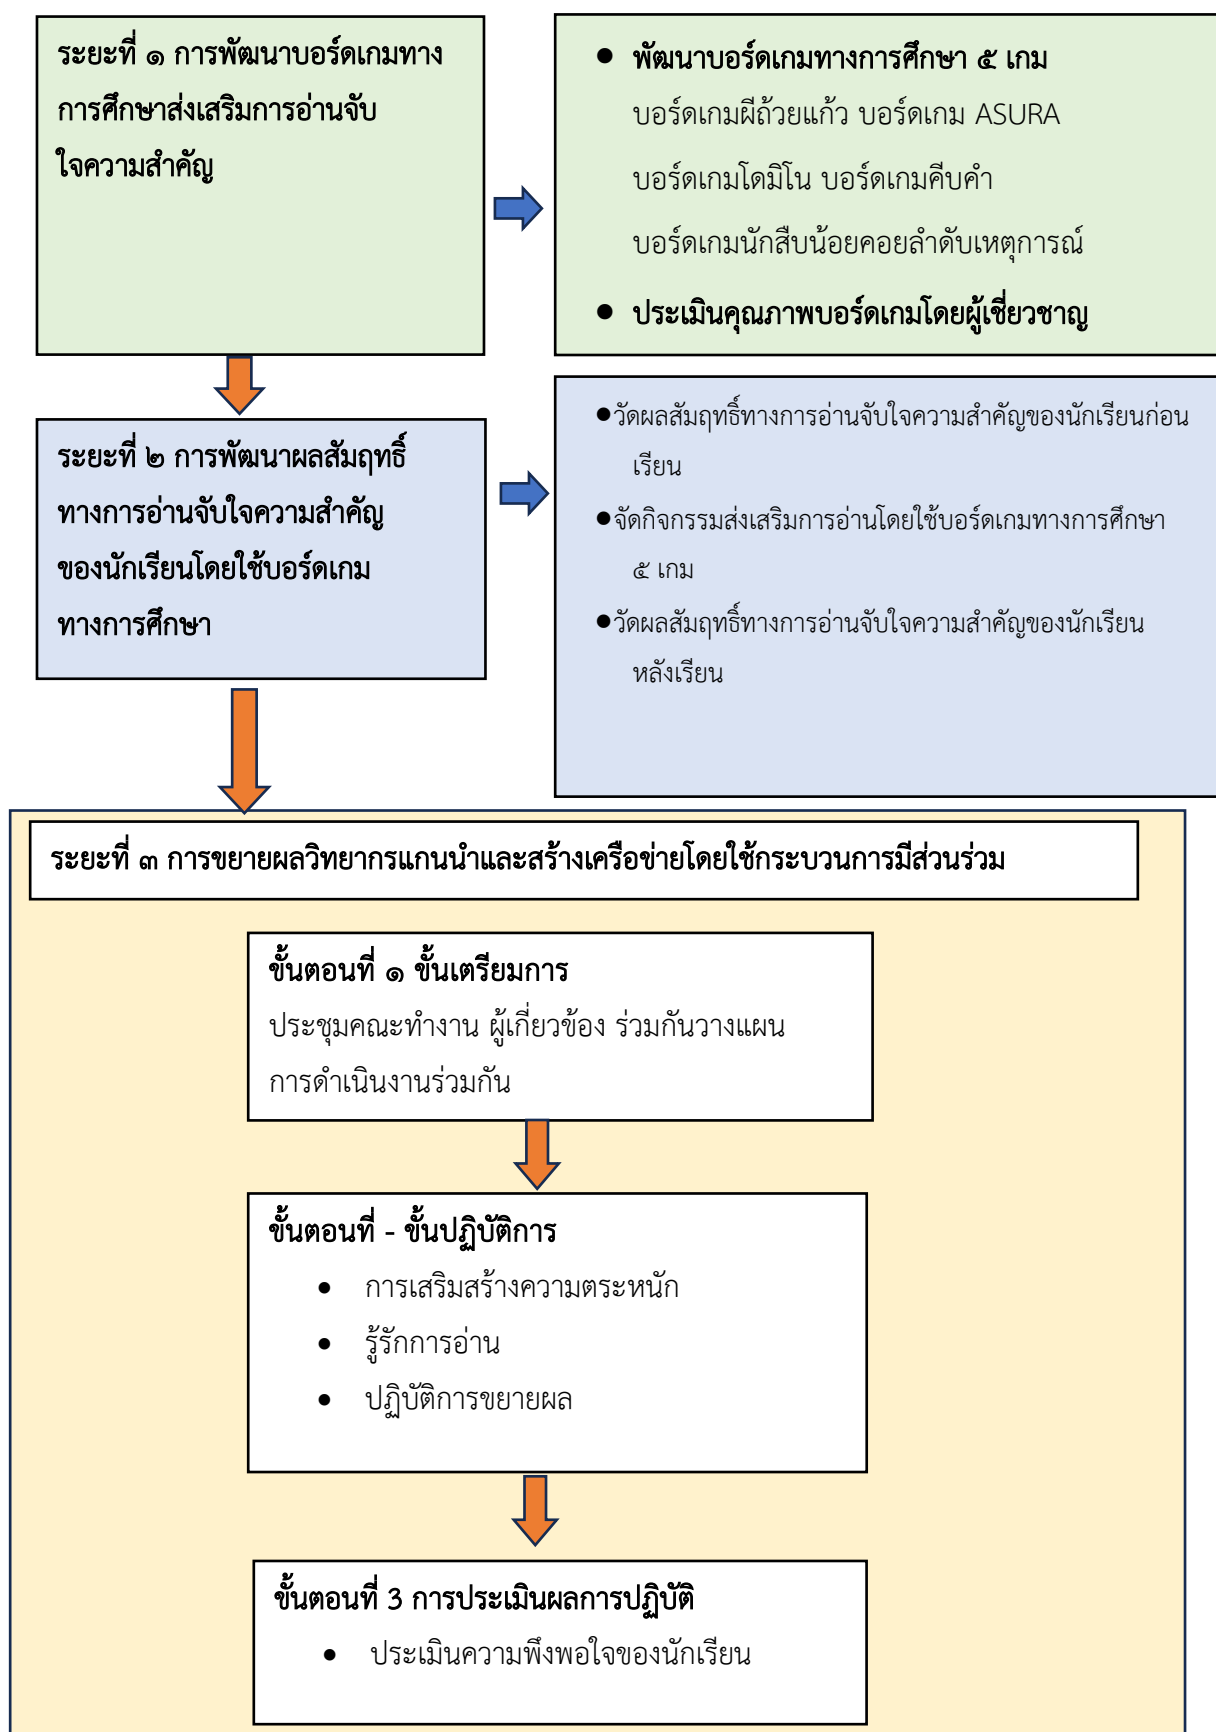 ระยะที่ ๑ การพัฒนาบอร์ดเกมทาง
การศึกษาส่งเสริมการอ่านจับ
ใจความสำคัญ
● พัฒนาบอร์ดเกมทางการศึกษา ๕ เกม
บอร์ดเกมผีถ้วยแก้ว บอร์ดเกม ASURA
บอร์ดเกมโดมิโน บอร์ดเกมคีบคำ
บอร์ดเกมนักสืบน้อยคอยลำดับเหตุการณ์
● ประเมินคุณภาพบอร์ดเกมโดยผู้เชี่ยวชาญ
ระยะที่ ๒ การพัฒนาผลสัมฤทธิ์
ทางการอ่านจับใจความสำคัญ
ของนักเรียนโดยใช้บอร์ดเกม
ทางการศึกษา
●วัดผลสัมฤทธิ์ทางการอ่านจับใจความสำคัญของนักเรียนก่อน
เรียน
●จัดกิจกรรมส่งเสริมการอ่านโดยใช้บอร์ดเกมทางการศึกษา
๕ เกม
●วัดผลสัมฤทธิ์ทางการอ่านจับใจความสำคัญของนักเรียน
หลังเรียน
ระยะที่ ๓ การขยายผลวิทยากรแกนนำและสร้างเครือข่ายโดยใช้กระบวนการมีส่วนร่วม
ขั้นตอนที่ ๑ ขั้นเตรียมการ
ประชุมคณะทำงาน ผู้เกี่ยวข้อง ร่วมกันวางแผน
การดำเนินงานร่วมกัน
ขั้นตอนที่ - ขั้นปฏิบัติการ
● การเสริมสร้างความตระหนัก
● รู้รักการอ่าน
● ปฏิบัติการขยายผล
ขั้นตอนที่ 3 การประเมินผลการปฏิบัติ
● ประเมินความพึงพอใจของนักเรียน